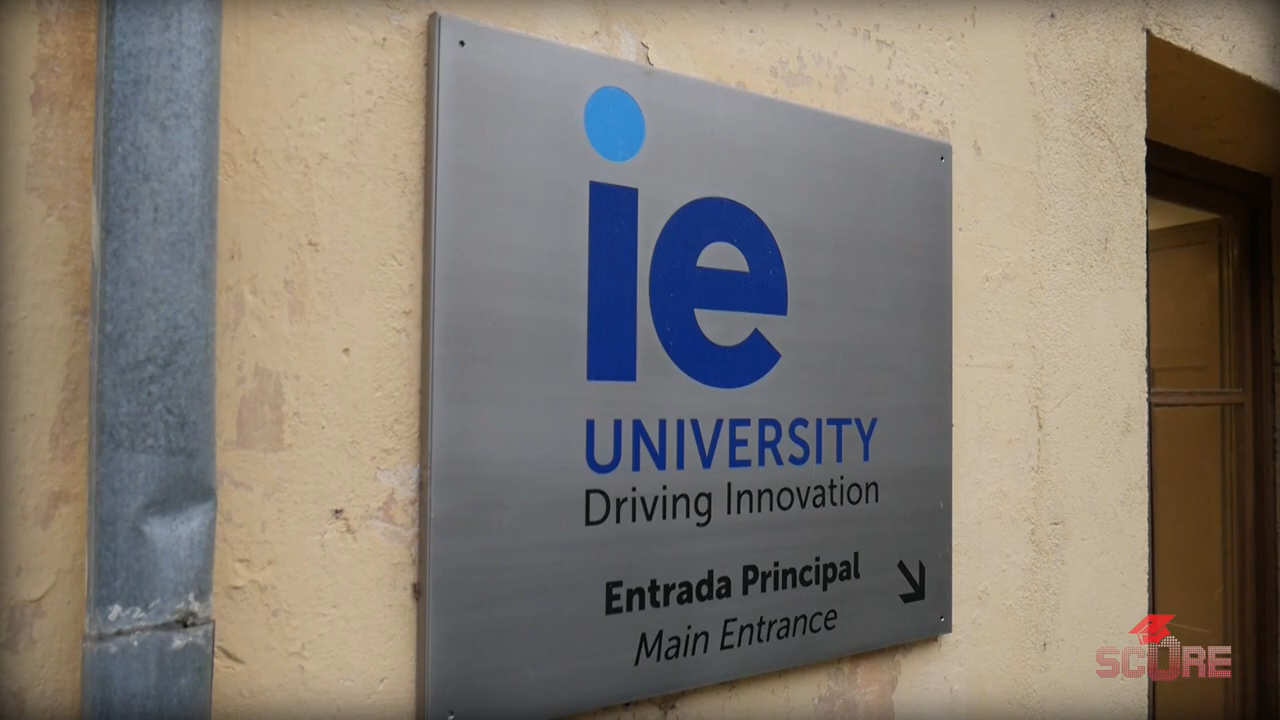 ie
UNIVERSITY
Driving Innovation
Entrada Principal
Main Entrance
SCORE